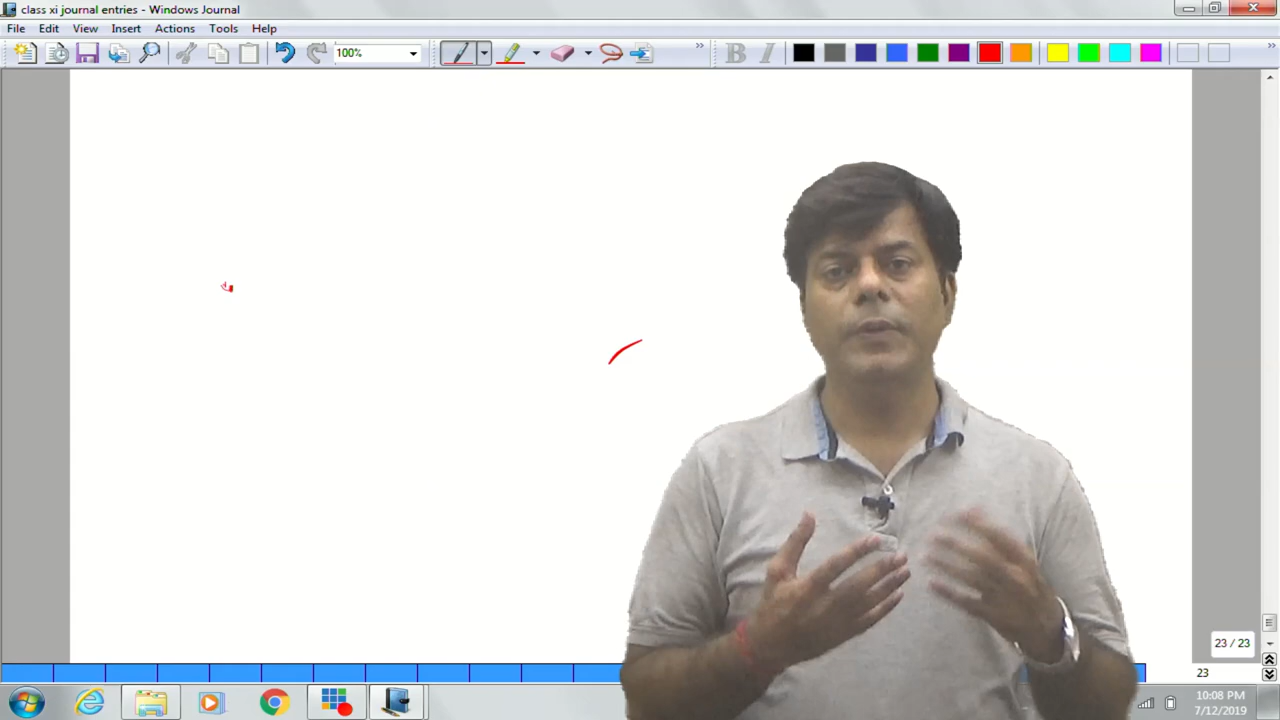 class xi journal entries - Windows Journal
File Edit View Insert Actions Tools Help
100%
B I
23 / 23
23
10:08 PM
7/12/2019